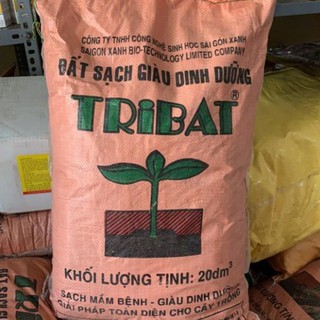 CÔNG TY TNHH CÔNG NGHỆ SINH HỌC SÀI GÒN XANH
SAIGON XANH BIO-TECHNOLOGY LIMITED COMPANY
ĐẤT SẠCH GIÀU DINH DƯỠNG
TRiBAT®
KHỐI LƯỢNG TỊNH: 20dm³
SẠCH MẦM BỆNH - GIÀU DINH DƯỠNG
GIẢI PHÁP TOÀN DIỆN CHO CÂY TRỒNG